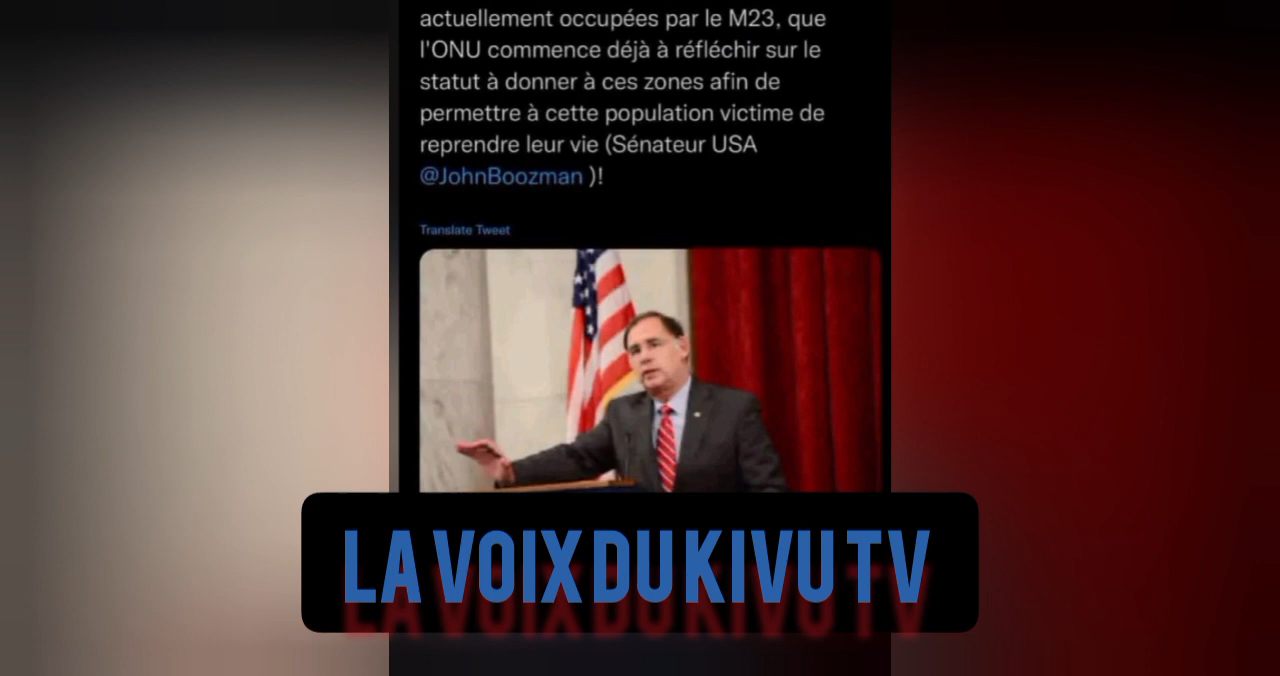 actuellement occupées par le M23, que
l'ONU commence déjà à réfléchir sur le
statut à donner à ces zones afin de
permettre à cette population victime de
reprendre leur vie (Sénateur USA
@JohnBoozman )!
Translate Tweet
LA VOIX DU KIVU TV